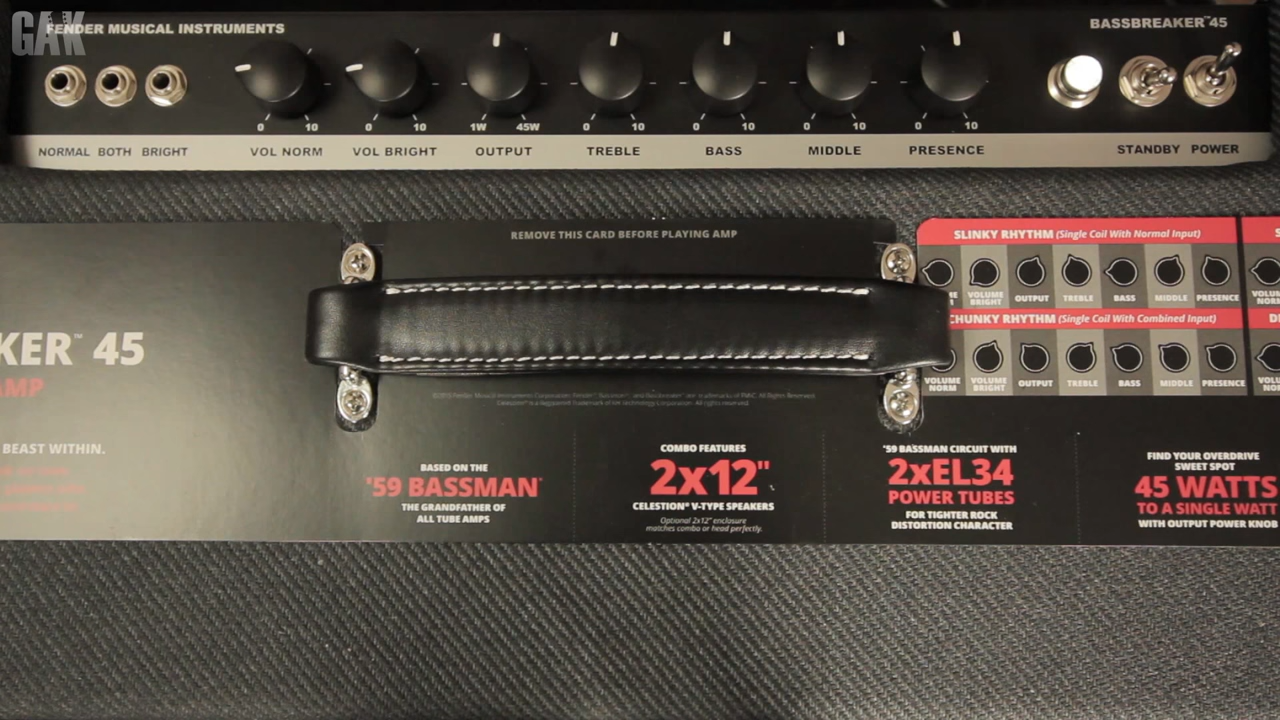 GAK
FENDER MUSICAL INSTRUMENTS
BASSBREAKER™45
0 10 0 10 1W 45W 0 10 0 10 0 10 0 10
NORMAL BOTH BRIGHT VOL NORM VOL BRIGHT OUTPUT TREBLE BASS MIDDLE PRESENCE STANDBY POWER
REMOVE THIS CARD BEFORE PLAYING AMP
SLINKY RHYTHM (Single Coil With Normal Input)
VOLUME BRIGHT OUTPUT TREBLE BASS MIDDLE PRESENCE
CHUNKY RHYTHM (Single Coil With Combined Input)
VOLUME NORM VOLUME BRIGHT OUTPUT TREBLE BASS MIDDLE PRESENCE
KER™ 45
AMP
BEAST WITHIN.
BASED ON THE
'59 BASSMAN
THE GRANDFATHER OF
ALL TUBE AMPS
COMBO FEATURES
2x12"
CELESTION® V-TYPE SPEAKERS
Optional 2x12" enclosure
matches combo or head perfectly.
'59 BASSMAN CIRCUIT WITH
2xEL34
POWER TUBES
FOR TIGHTER ROCK
DISTORTION CHARACTER
FIND YOUR OVERDRIVE
SWEET SPOT
45 WATTS
TO A SINGLE WATT
WITH OUTPUT POWER KNOB